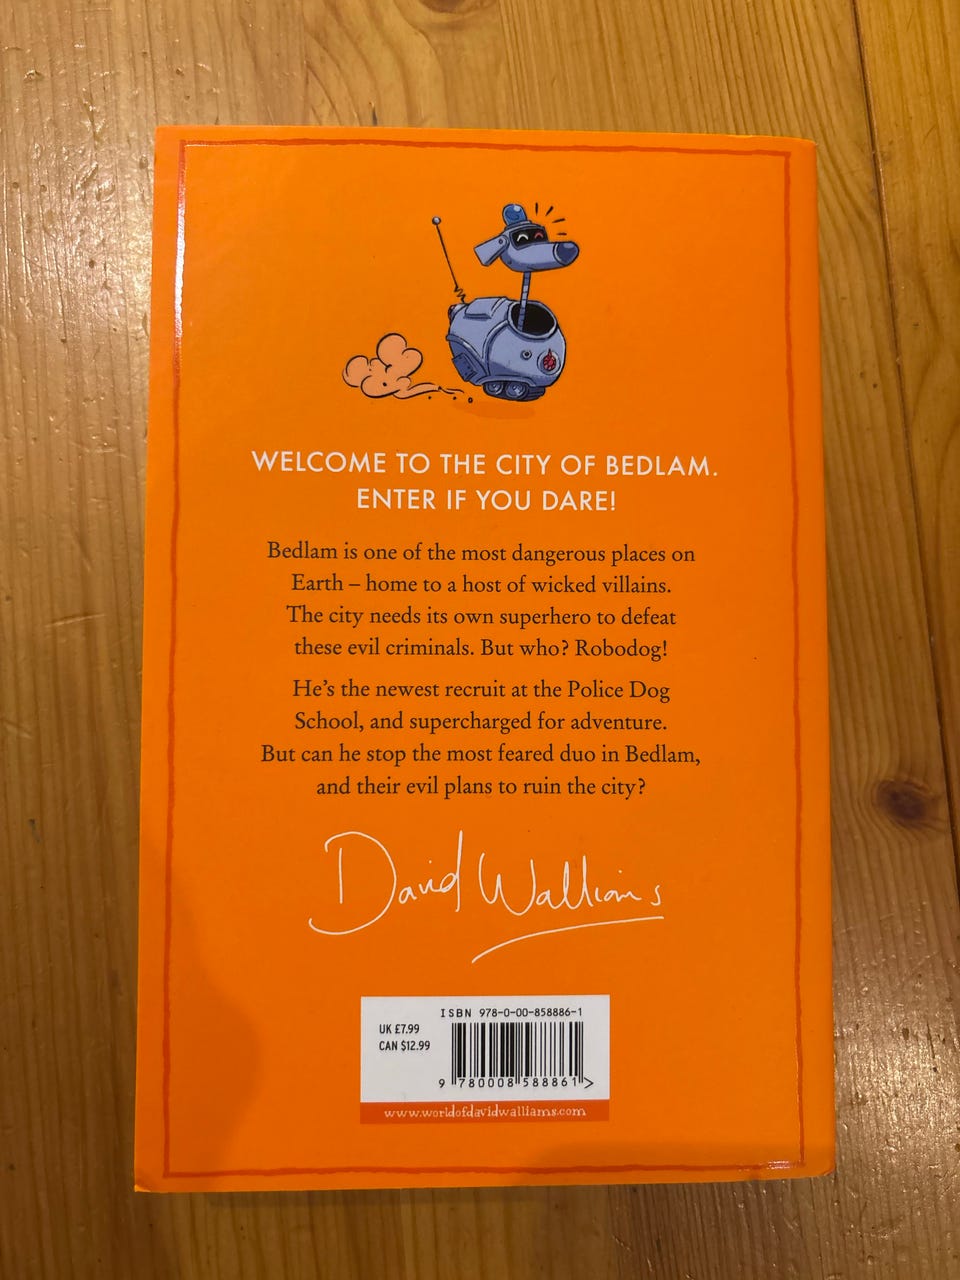 WELCOME TO THE CITY OF BEDLAM.
ENTER IF YOU DARE!
Bedlam is one of the most dangerous places on
Earth – home to a host of wicked villains.
The city needs its own superhero to defeat
these evil criminals. But who? Robodog!
He’s the newest recruit at the Police Dog
School, and supercharged for adventure.
But can he stop the most feared duo in Bedlam,
and their evil plans to ruin the city?
David Walliams
ISBN 978-0-00-858886-1
UK £7.99
CAN $12.99
9 780008 588861 >
www.worldofdavidwalliams.com